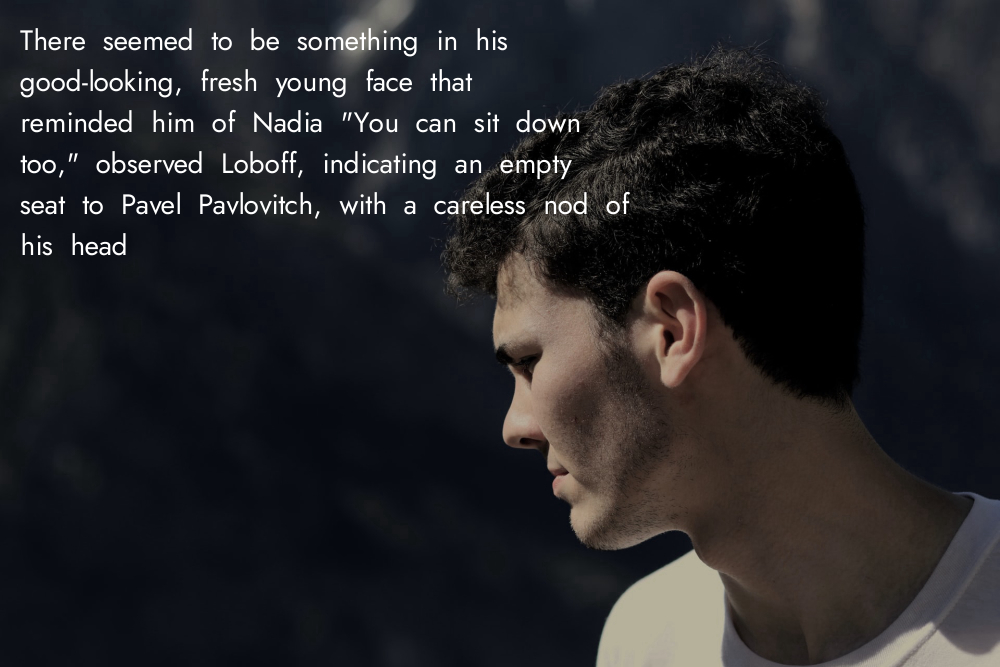 There seemed to be something in his
good-looking, fresh young face that
reminded him of Nadia "You can sit down
too," observed Loboff, indicating an empty
seat to Pavel Pavlovitch, with a careless nod of
his head